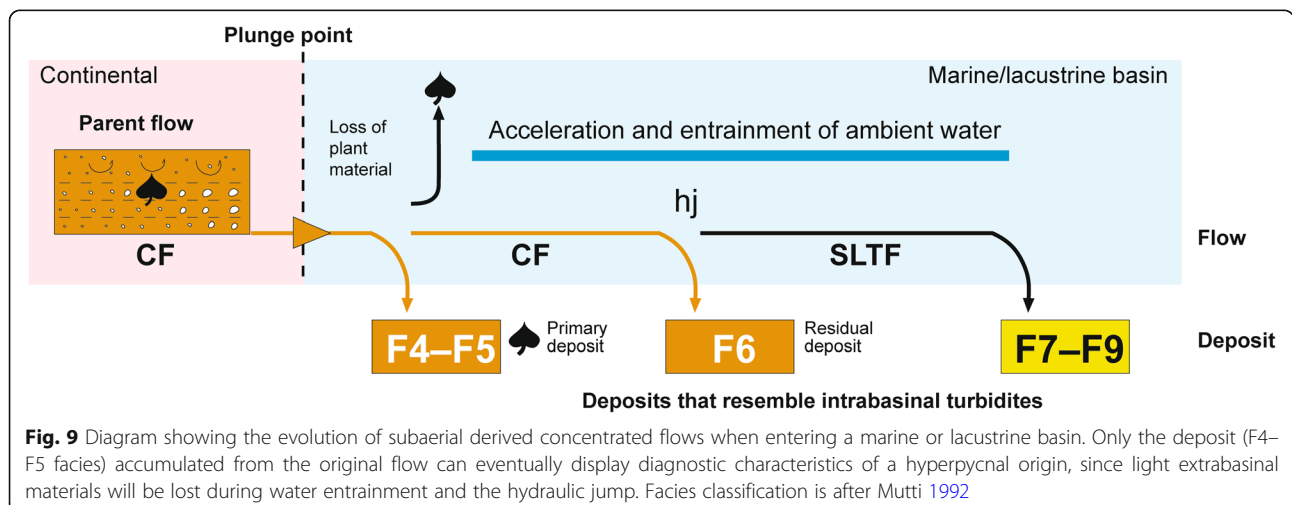 Plunge point
Continental
Marine/lacustrine basin
Parent flow
Loss of
plant
material
Acceleration and entrainment of ambient water
hj
CF
CF
SLTF
Flow
F4–F5
Primary
deposit
F6
Residual
deposit
F7–F9
Deposit
Deposits that resemble intrabasinal turbidites
Fig. 9 Diagram showing the evolution of subaerial derived concentrated flows when entering a marine or lacustrine basin. Only the deposit (F4–
F5 facies) accumulated from the original flow can eventually display diagnostic characteristics of a hyperpycnal origin, since light extrabasinal
materials will be lost during water entrainment and the hydraulic jump. Facies classification is after Mutti 1992